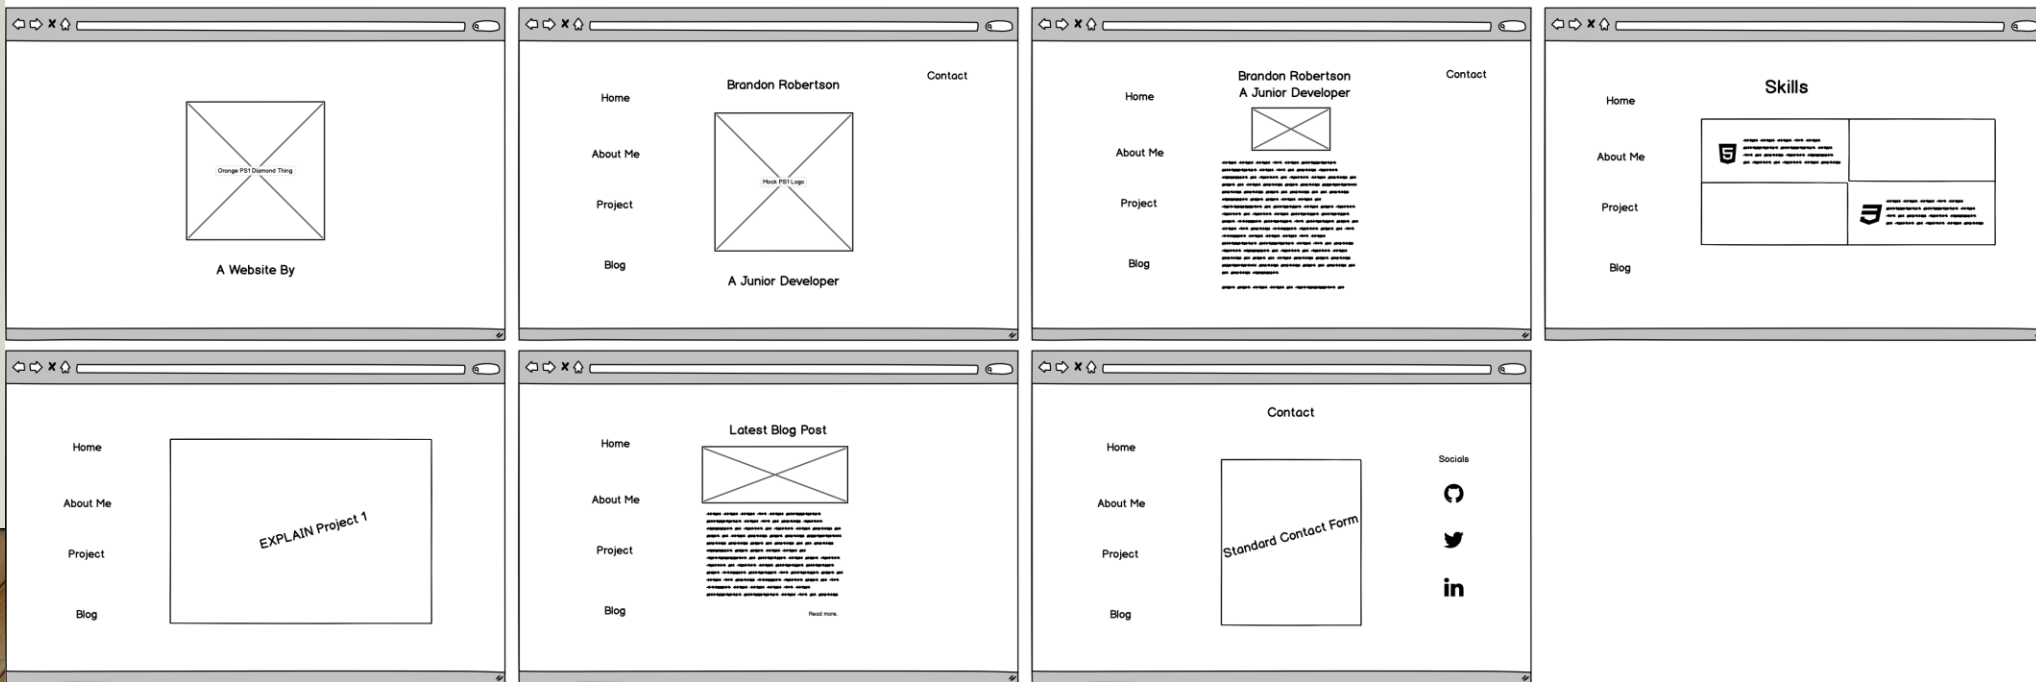 Orange PS1 Diamond Thing
A Website By
Brandon Robertson
Contact
Home
About Me
Mock PS1 Logo
Project
Blog
A Junior Developer
Brandon Robertson
A Junior Developer
Contact
Home
About Me
Project
Blog
Skills
Home
About Me
Project
Blog
5
3
Home
About Me
Project
Blog
EXPLAIN Project 1
Latest Blog Post
Home
About Me
Project
Blog
Read more.
Contact
Home
About Me
Project
Blog
Standard Contact Form
Socials
in